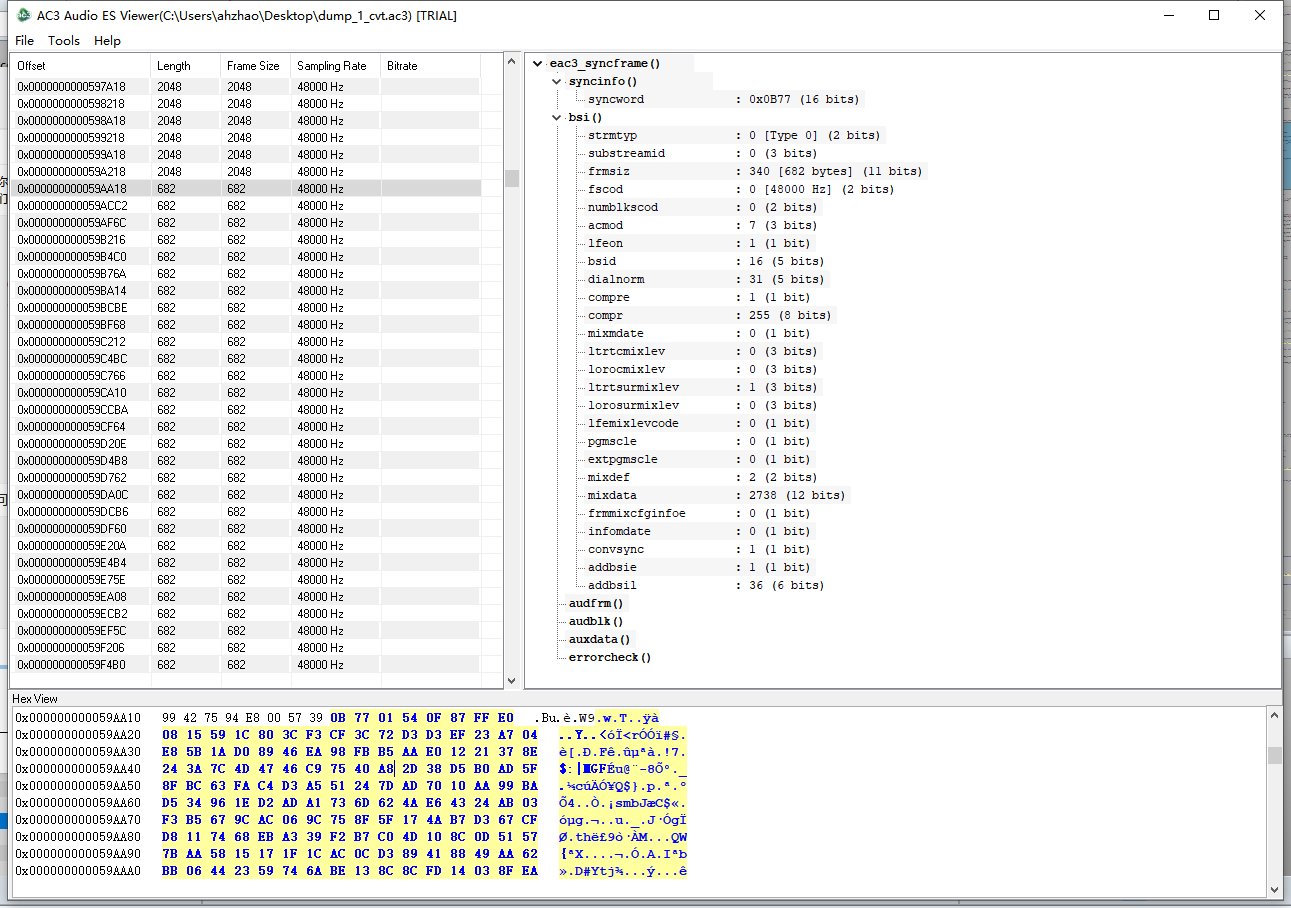 AC3 Audio ES Viewer(C:\Users\ahzhao\Desktop\dump_1_cvt.ac3) [TRIAL]
File Tools Help
Offset Length Frame Size Sampling Rate Bitrate
0x0000000000597A18 2048 2048 48000 Hz
0x0000000000598218 2048 2048 48000 Hz
0x0000000000598A18 2048 2048 48000 Hz
0x0000000000599218 2048 2048 48000 Hz
0x0000000000599A18 2048 2048 48000 Hz
0x000000000059A218 2048 2048 48000 Hz
0x000000000059AA18 682 682 48000 Hz
0x000000000059ACC2 682 682 48000 Hz
0x000000000059AF6C 682 682 48000 Hz
0x000000000059B216 682 682 48000 Hz
0x000000000059B4C0 682 682 48000 Hz
0x000000000059B76A 682 682 48000 Hz
0x000000000059BA14 682 682 48000 Hz
0x000000000059BCBE 682 682 48000 Hz
0x000000000059BF68 682 682 48000 Hz
0x000000000059C212 682 682 48000 Hz
0x000000000059C4BC 682 682 48000 Hz
0x000000000059C766 682 682 48000 Hz
0x000000000059CA10 682 682 48000 Hz
0x000000000059CCBA 682 682 48000 Hz
0x000000000059CF64 682 682 48000 Hz
0x000000000059D20E 682 682 48000 Hz
0x000000000059D4B8 682 682 48000 Hz
0x000000000059D762 682 682 48000 Hz
0x000000000059DA0C 682 682 48000 Hz
0x000000000059DCB6 682 682 48000 Hz
0x000000000059DF60 682 682 48000 Hz
0x000000000059E20A 682 682 48000 Hz
0x000000000059E4B4 682 682 48000 Hz
0x000000000059E75E 682 682 48000 Hz
0x000000000059EA08 682 682 48000 Hz
0x000000000059ECB2 682 682 48000 Hz
0x000000000059EF5C 682 682 48000 Hz
0x000000000059F206 682 682 48000 Hz
0x000000000059F4B0 682 682 48000 Hz
eac3_syncframe()
syncinfo()
syncword : 0x0B77 (16 bits)
bsi()
strmtyp : 0 [Type 0] (2 bits)
substreamid : 0 (3 bits)
frmsiz : 340 [682 bytes] (11 bits)
fscod : 0 [48000 Hz] (2 bits)
numblkscod : 0 (2 bits)
acmod : 7 (3 bits)
lfeon : 1 (1 bit)
bsid : 16 (5 bits)
dialnorm : 31 (5 bits)
compre : 1 (1 bit)
compr : 255 (8 bits)
mixmdate : 0 (1 bit)
ltrtcmixlev : 0 (3 bits)
lorocmixlev : 0 (3 bits)
ltrtsurmixlev : 1 (3 bits)
lorosurmixlev : 0 (3 bits)
lfemixlevcode : 0 (1 bit)
pgmscle : 0 (1 bit)
extpgmscle : 0 (1 bit)
mixdef : 2 (2 bits)
mixdata : 2738 (12 bits)
frmmixcfginfoe : 0 (1 bit)
infomdate : 0 (1 bit)
convsync : 1 (1 bit)
addbsie : 1 (1 bit)
addbsil : 36 (6 bits)
audfrm()
audblk()
auxdata()
errorcheck()
Hex View
0x000000000059AA10 99 42 75 94 E8 00 57 39 0B 77 01 54 0F 87 FF E0 .Bu.è.W9.w.T..ÿà
0x000000000059AA20 08 15 59 1C 80 3C F3 CF 3C 72 D3 D3 EF 23 A7 04 ..Y..<óÏ<rÓÓï#§.
0x000000000059AA30 E8 5B 1A D0 89 46 EA 98 FB B5 AA E0 12 21 37 8E è[.Ð.Fê.ûµªà.!7.
0x000000000059AA40 24 3A 7C 4D 47 46 C9 75 40 A8 2D 38 D5 B0 AD 5F $:|MGFÉu@¨-8Õ°._
0x000000000059AA50 8F BC 63 FA C4 D3 A5 51 24 7D AD 70 10 AA 99 BA .¼cúÄÓ¥Q$}.p.ª.º
0x000000000059AA60 D5 34 96 1E D2 AD A1 73 6D 62 4A E6 43 24 AB 03 Õ4..Ò.¡smbJæC$«.
0x000000000059AA70 F3 B5 67 9C AC 06 9C 75 8F 5F 17 4A B7 D3 67 CF óµg.¬..u._.J·ÓgÏ
0x000000000059AA80 D8 11 74 68 EB A3 39 F2 B7 C0 4D 10 8C 0D 51 57 Ø.thë£9ò·ÀM...QW
0x000000000059AA90 7B AA 58 15 17 1F 1C AC 0C D3 89 41 88 49 AA 62 {ªX....¬.Ó.A.Iªb
0x000000000059AAA0 BB 06 44 23 59 74 6A BE 13 8C 8C FD 14 03 8F EA ».D#Ytj¾...ý...ê